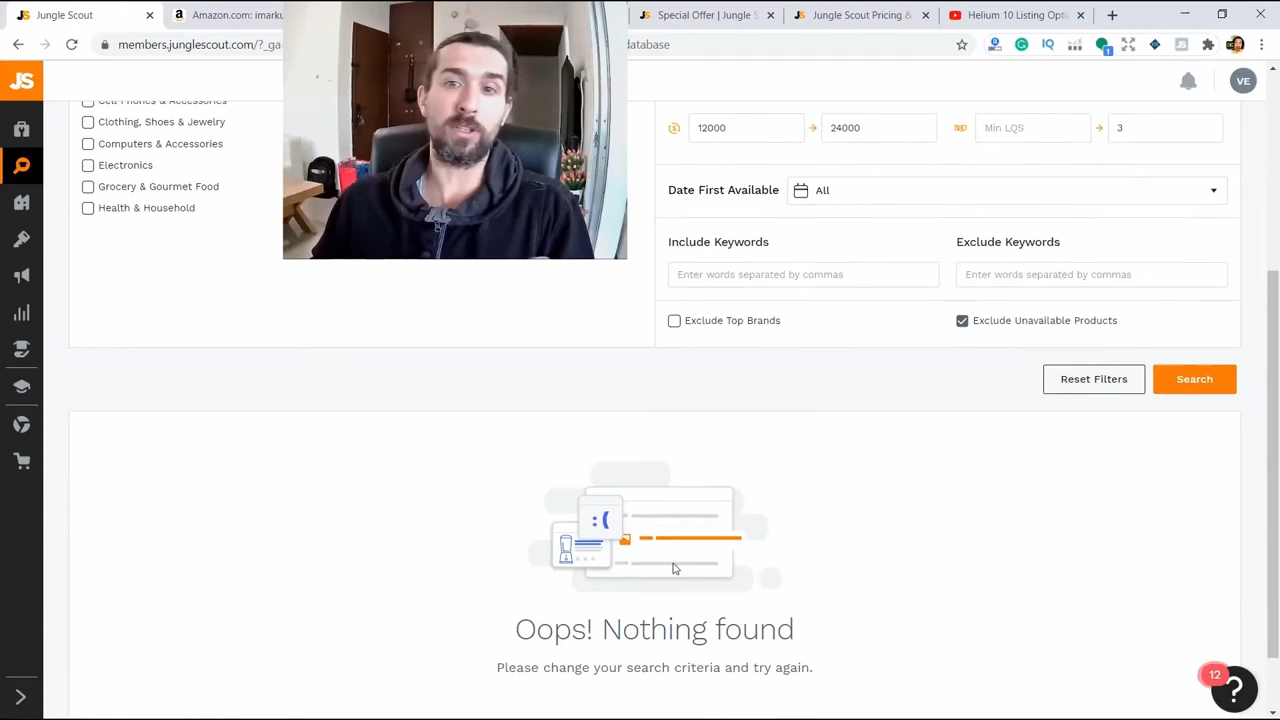 Jungle Scout
Amazon.com: imarku
Special Offer | Jungle S
Jungle Scout Pricing
Helium 10 Listing Opti
members.junglescout.com/?_ga
database
1
JS
VE
Cell Phones & Accessories
Clothing, Shoes & Jewelry
Computers & Accessories
Electronics
Grocery & Gourmet Food
Health & Household
12000
24000
Min LQS
3
Date First Available
All
Include Keywords
Exclude Keywords
Enter words separated by commas
Enter words separated by commas
Exclude Top Brands
Exclude Unavailable Products
Reset Filters
Search
:(
Oops! Nothing found
Please change your search criteria and try again.
12
?